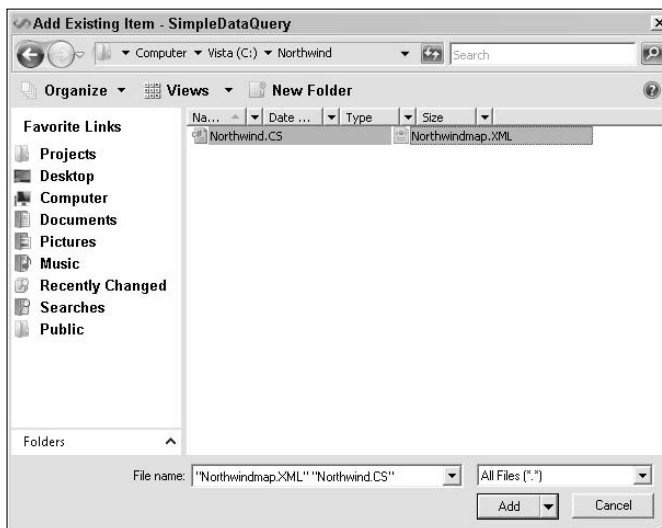 Add Existing Item - SimpleDataQuery
Computer Vista (C:) Northwind Search
Organize Views New Folder
Favorite Links
Projects
Desktop
Computer
Documents
Pictures
Music
Recently Changed
Searches
Public
Folders
Na... Date ... Type Size
Northwind.CS Northwindmap.XML
File name: "Northwindmap.XML" "Northwind.CS" All Files (*.*)
Add Cancel